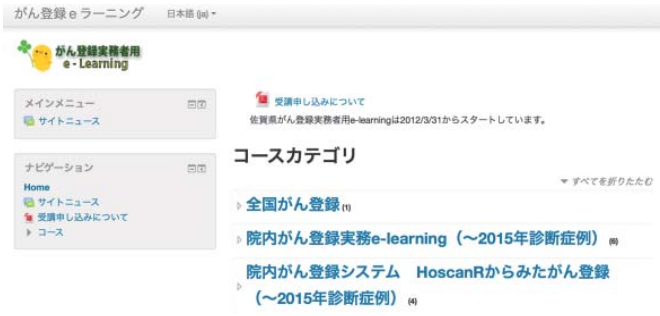 がん登録eラーニング 日本語 (ja)
がん登録実務者用
e - Learning
メインメニュー
サイトニュース
受講申し込みについて
佐賀県がん登録実務者用e-learningは2012/3/31からスタートしています。
ナビゲーション
Home
サイトニュース
受講申し込みについて
コース
コースカテゴリ
すべてを折りたたむ
全国がん登録 (1)
院内がん登録実務e-learning（～2015年診断症例） (6)
院内がん登録システム HoscanRからみたがん登録
（～2015年診断症例） (4)